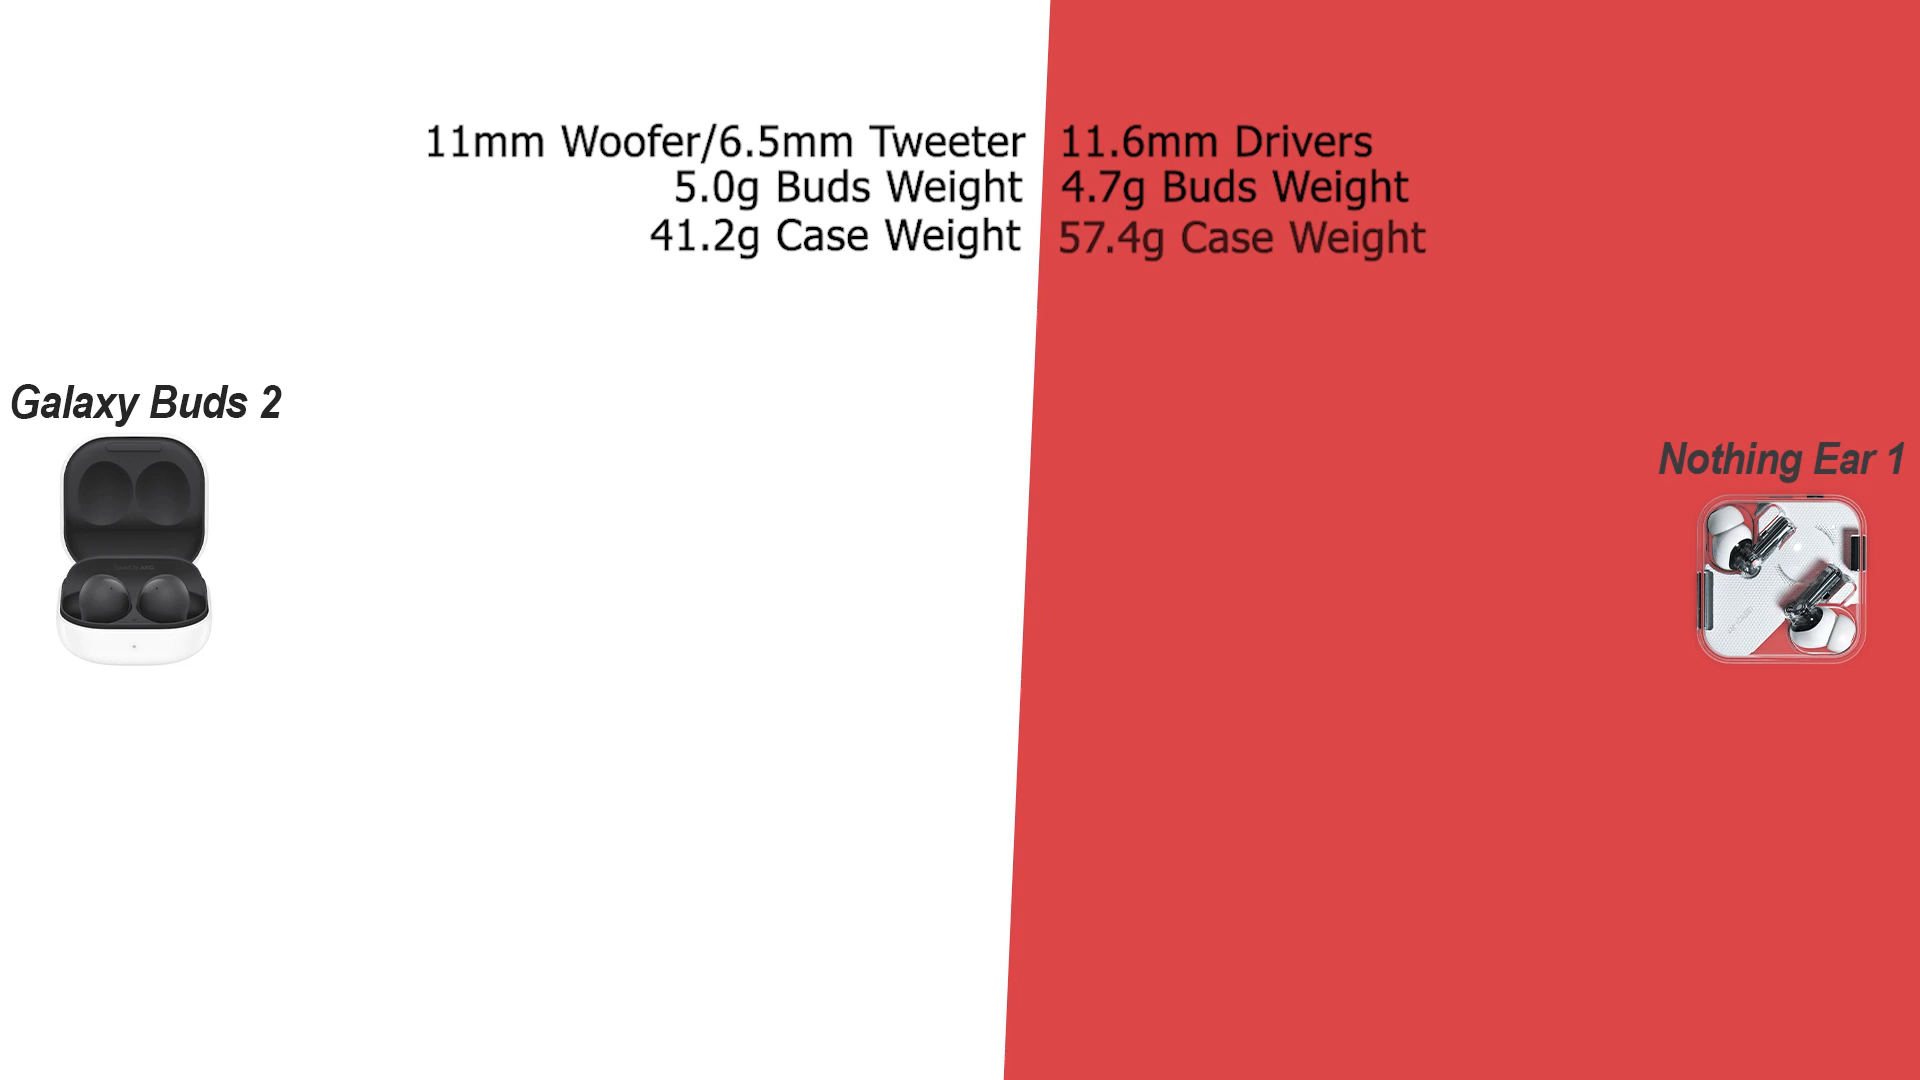 11mm Woofer/6.5mm Tweeter
5.0g Buds Weight
41.2g Case Weight
11.6mm Drivers
4.7g Buds Weight
57.4g Case Weight
Galaxy Buds 2
Nothing Ear 1